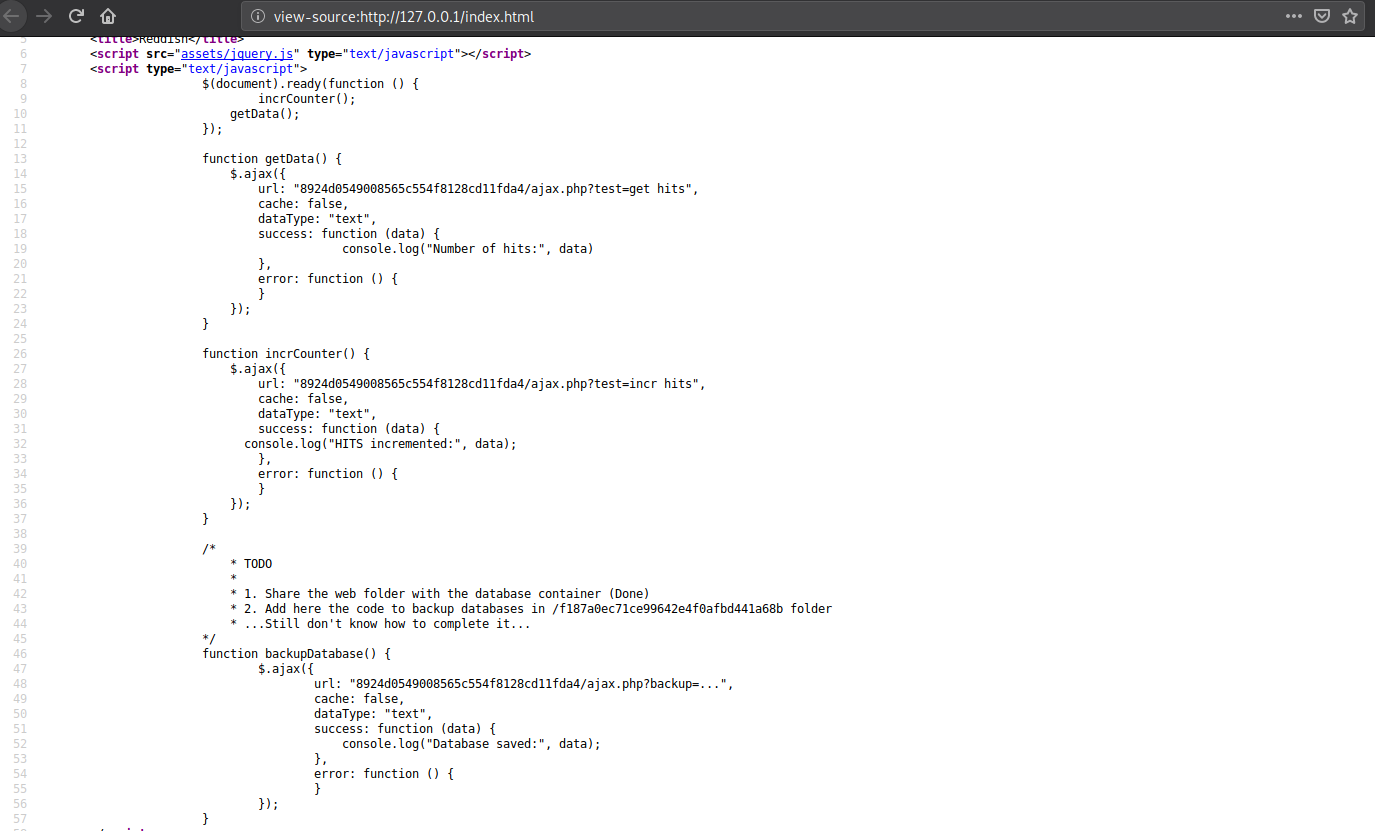 view-source:http://127.0.0.1/index.html
5 <title>Reddish</title>
6 <script src="assets/jquery.js" type="text/javascript"></script>
7 <script type="text/javascript">
8 $(document).ready(function () {
9 incrCounter();
10 getData();
11 });
12
13 function getData() {
14 $.ajax({
15 url: "8924d0549008565c554f8128cd11fda4/ajax.php?test=get hits",
16 cache: false,
17 dataType: "text",
18 success: function (data) {
19 console.log("Number of hits:", data)
20 },
21 error: function () {
22 }
23 });
24 }
25
26 function incrCounter() {
27 $.ajax({
28 url: "8924d0549008565c554f8128cd11fda4/ajax.php?test=incr hits",
29 cache: false,
30 dataType: "text",
31 success: function (data) {
32 console.log("HITS incremented:", data);
33 },
34 error: function () {
35 }
36 });
37 }
38
39 /*
40 * TODO
41 *
42 * 1. Share the web folder with the database container (Done)
43 * 2. Add here the code to backup databases in /f187a0ec71ce99642e4f0afbd441a68b folder
44 * ...Still don't know how to complete it...
45 */
46 function backupDatabase() {
47 $.ajax({
48 url: "8924d0549008565c554f8128cd11fda4/ajax.php?backup=...",
49 cache: false,
50 dataType: "text",
51 success: function (data) {
52 console.log("Database saved:", data);
53 },
54 error: function () {
55 }
56 });
57 }